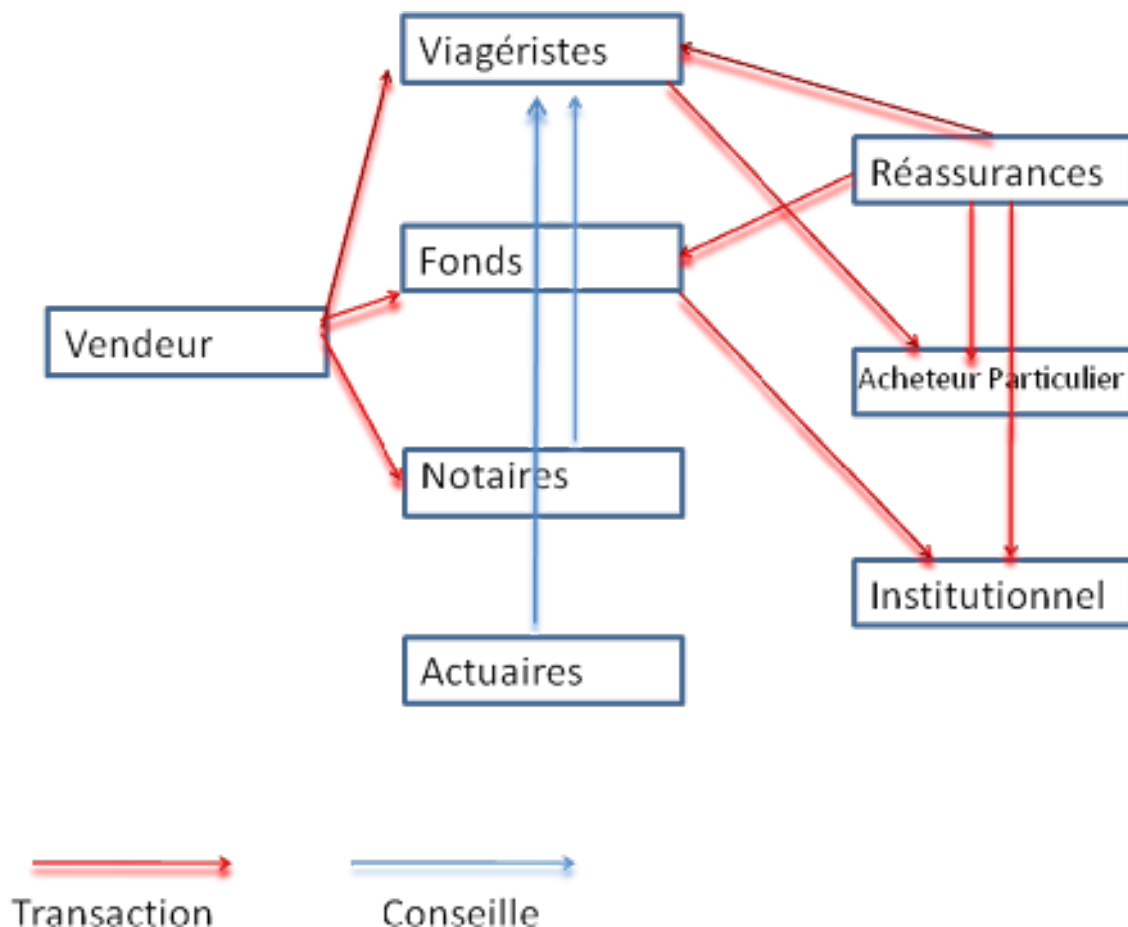 Viagéristes
Réassurances
Fonds
Vendeur
Acheteur Particulier
Notaires
Institutionnel
Actuaires
Transaction
Conseille